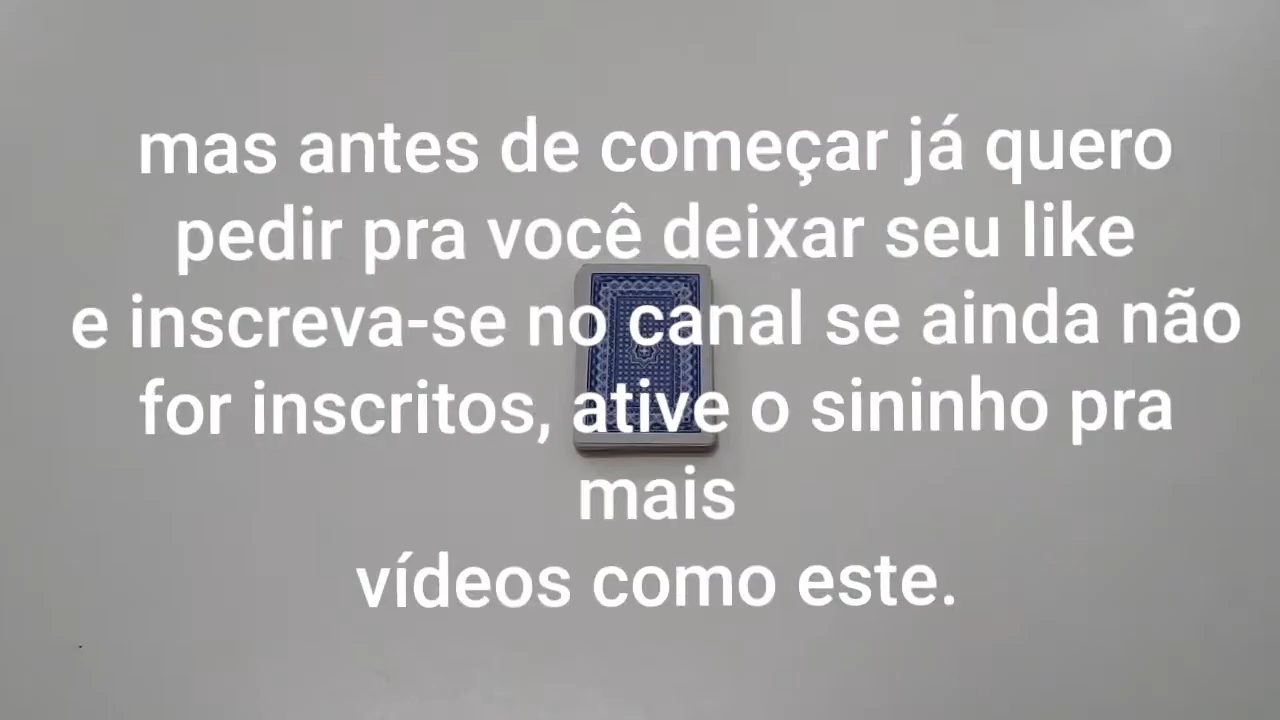 mas antes de começar já quero
pedir pra você deixar seu like
e inscreva-se no canal se ainda não
for inscritos, ative o sininho pra
mais
vídeos como este.